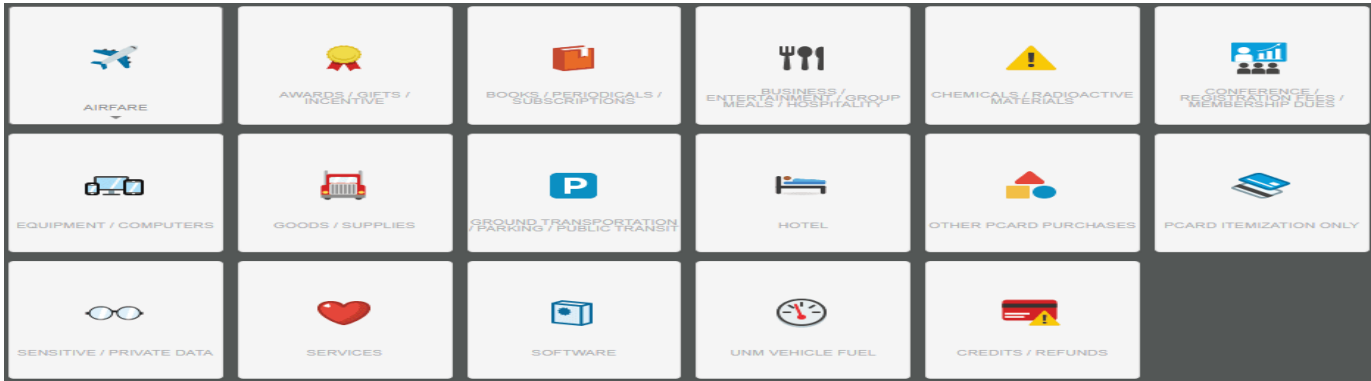 AIRFARE
AWARDS / GIFTS /
INCENTIVE
BOOKS / PERIODICALS /
SUBSCRIPTIONS
BUSINESS /
ENTERTAINMENT / GROUP
MEALS / HOSPITALITY
CHEMICALS / RADIOACTIVE
MATERIALS
CONFERENCE /
REGISTRATION FEES /
MEMBERSHIP DUES
EQUIPMENT / COMPUTERS
GOODS / SUPPLIES
P
GROUND TRANSPORTATION
/ PARKING / PUBLIC TRANSIT
HOTEL
OTHER PCARD PURCHASES
PCARD ITEMIZATION ONLY
SENSITIVE / PRIVATE DATA
SERVICES
SOFTWARE
UNM VEHICLE FUEL
CREDITS / REFUNDS